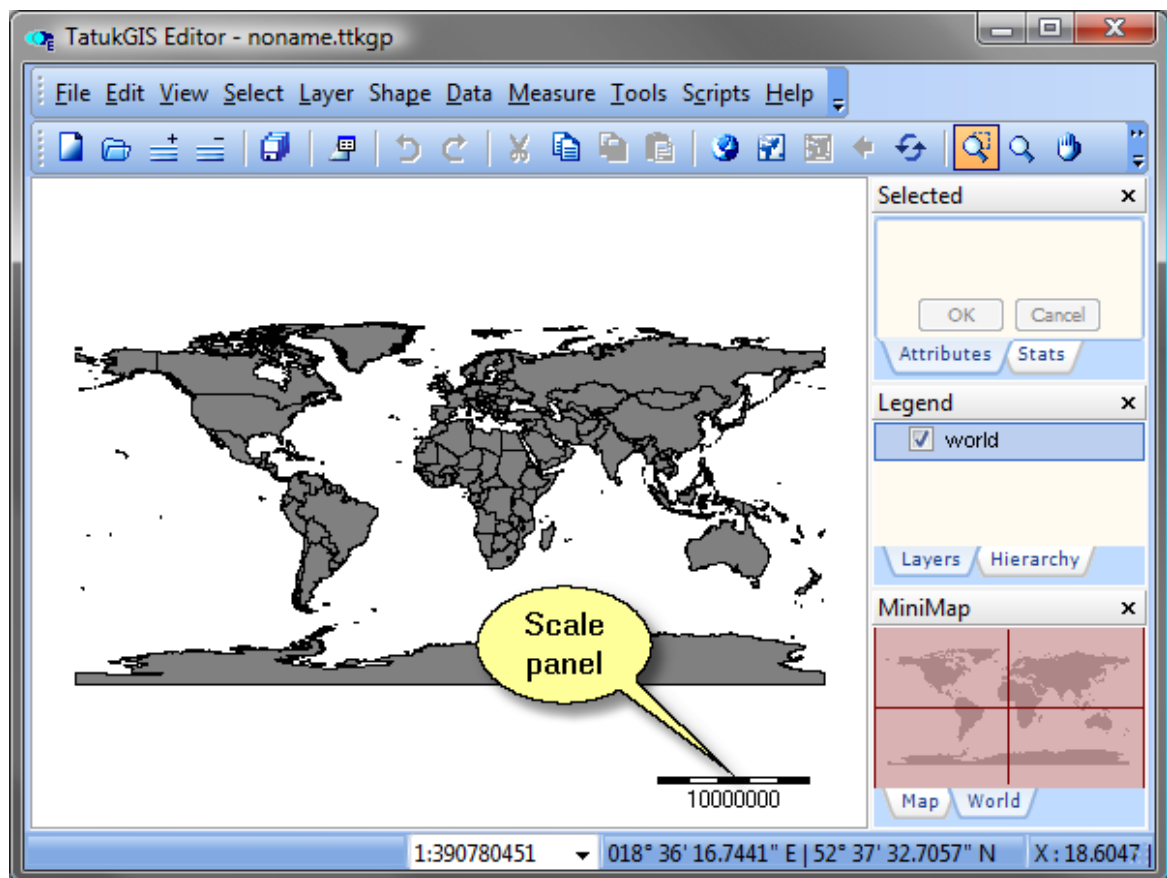 TatukGIS Editor - noname.ttkgp
File Edit View Select Layer Shape Data Measure Tools Scripts Help
Selected
OK Cancel
Attributes Stats
Legend
world
Layers Hierarchy
MiniMap
Map World
Scale
panel
10000000
1:390780451 018° 36' 16.7441" E | 52° 37' 32.7057" N X : 18.6047